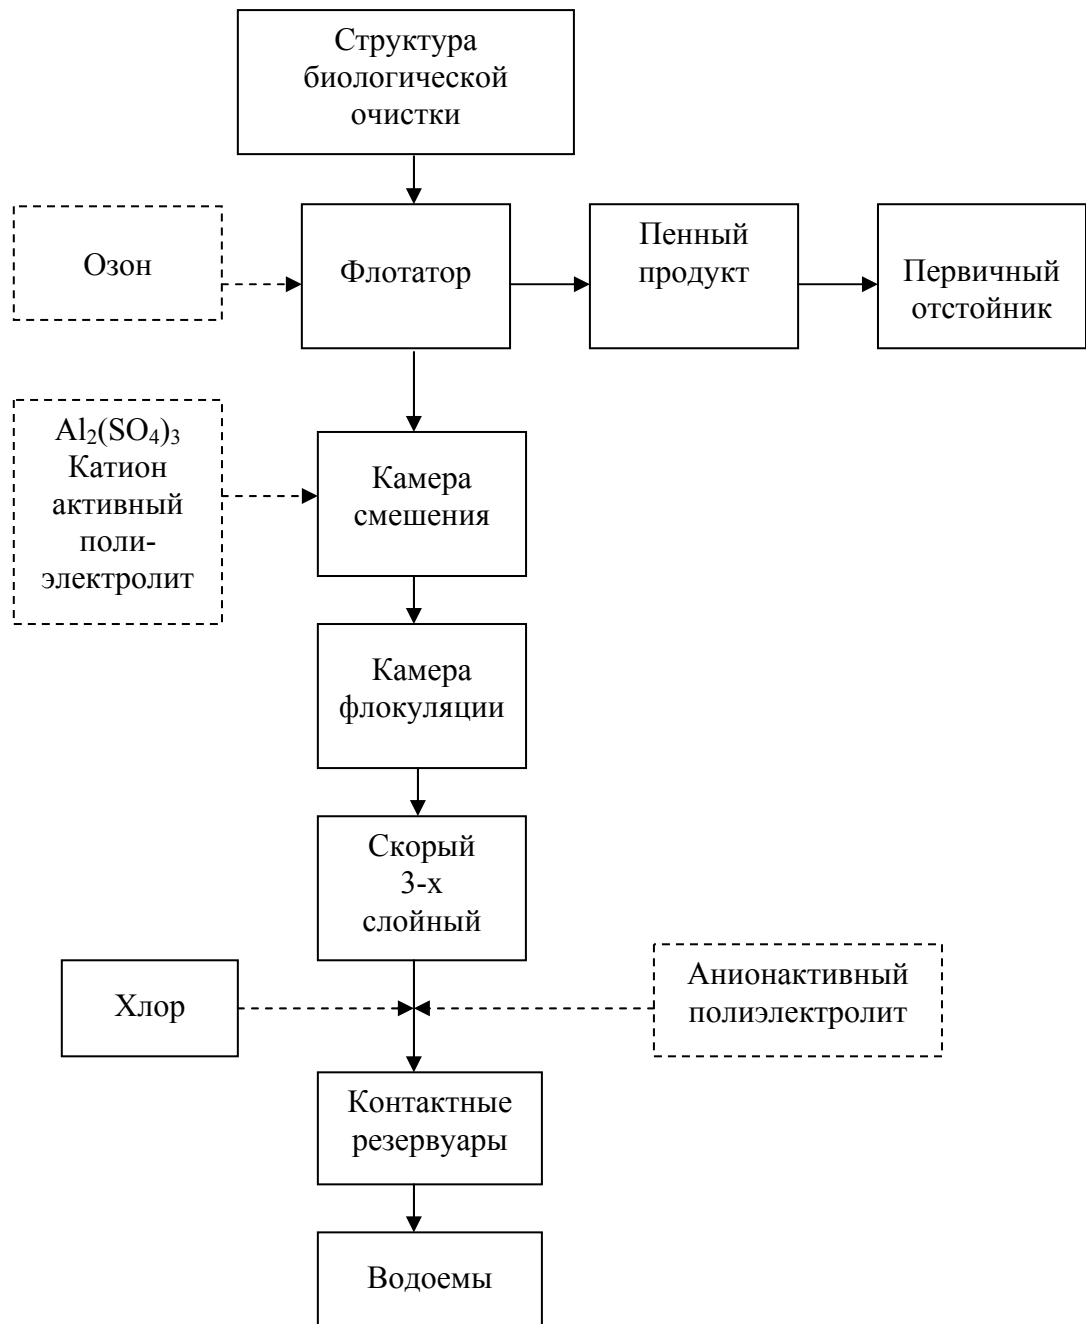 Структура
биологической
очистки
Озон
Флотатор
Пенный
продукт
Первичный
отстойник
Al₂(SO₄)₃
Катион
активный
поли-
электролит
Камера
смешения
Камера
флокуляции
Скорый
3-х
слойный
Хлор
Анионактивный
полиэлектролит
Контактные
резервуары
Водоемы